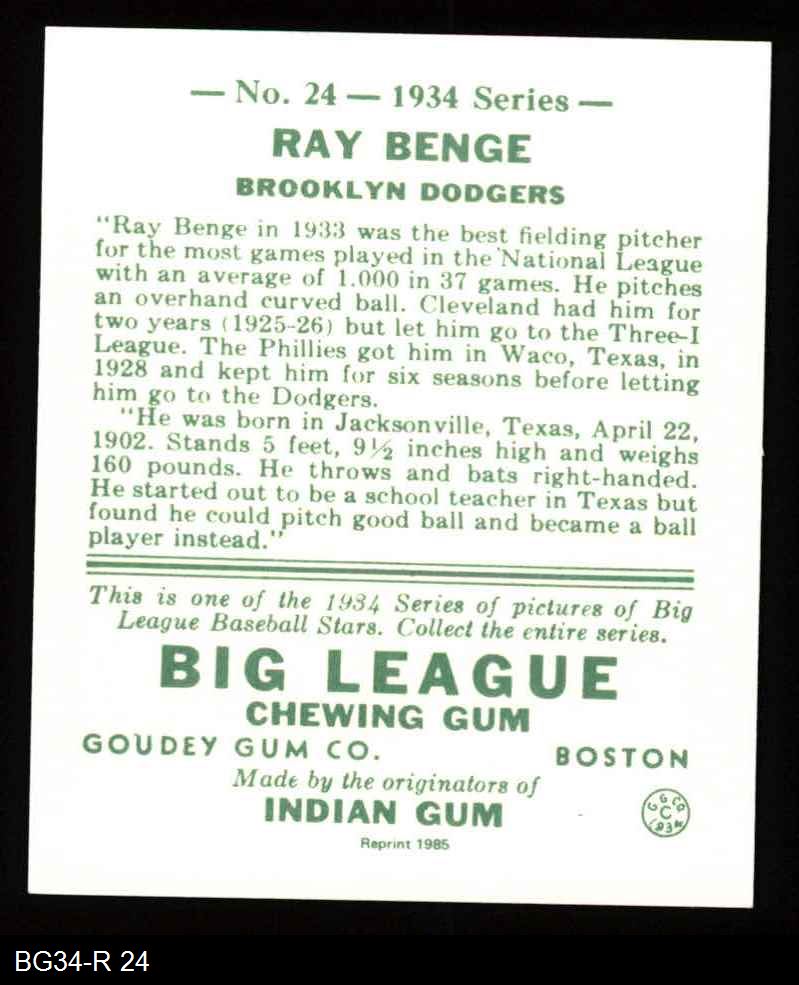 — No. 24 — 1934 Series —
RAY BENGE
BROOKLYN DODGERS
"Ray Benge in 1933 was the best fielding pitcher
for the most games played in the National League
with an average of 1.000 in 37 games. He pitches
an overhand curved ball. Cleveland had him for
two years (1925-26) but let him go to the Three-I
League. The Phillies got him in Waco, Texas, in
1928 and kept him for six seasons before letting
him go to the Dodgers.
"He was born in Jacksonville, Texas, April 22,
1902. Stands 5 feet, 9½ inches high and weighs
160 pounds. He throws and bats right-handed.
He started out to be a school teacher in Texas but
found he could pitch good ball and became a ball
player instead."
This is one of the 1934 Series of pictures of Big
League Baseball Stars. Collect the entire series.
BIG LEAGUE
CHEWING GUM
GOUDEY GUM CO. BOSTON
Made by the originators of
INDIAN GUM
G G CO
C
1934
Reprint 1985
BG34-R 24